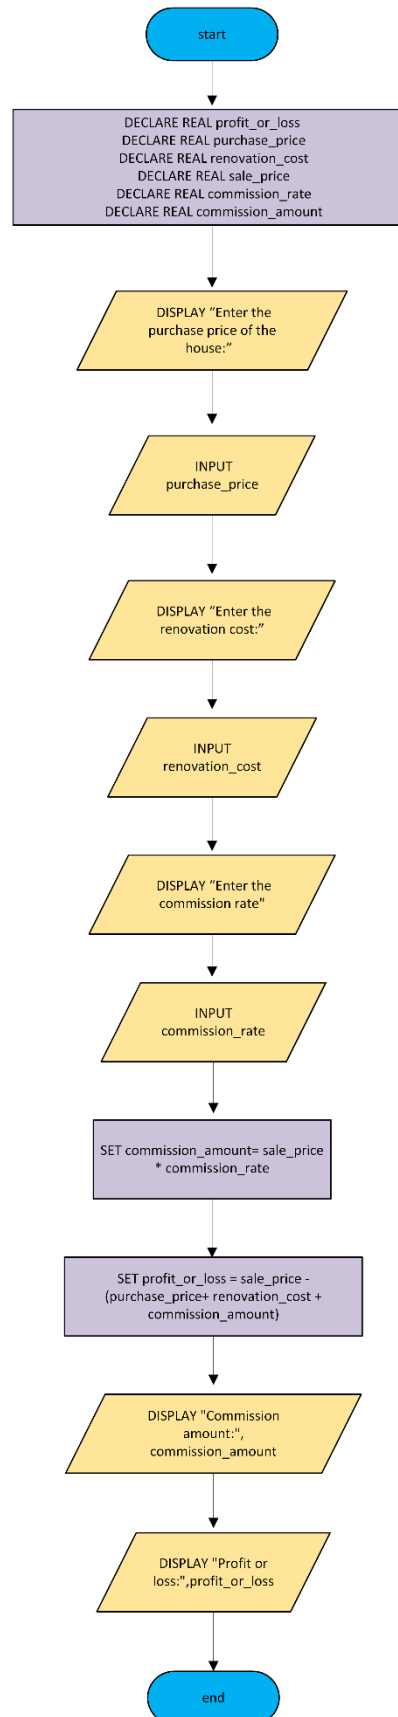 start
DECLARE REAL profit_or_loss
DECLARE REAL purchase_price
DECLARE REAL renovation_cost
DECLARE REAL sale_price
DECLARE REAL commission_rate
DECLARE REAL commission_amount
DISPLAY “Enter the
purchase price of the
house:”
INPUT
purchase_price
DISPLAY “Enter the
renovation cost:”
INPUT
renovation_cost
DISPLAY “Enter the
commission rate"
INPUT
commission_rate
SET commission_amount= sale_price
* commission_rate
SET profit_or_loss = sale_price -
(purchase_price+ renovation_cost +
commission_amount)
DISPLAY "Commission
amount:",
commission_amount
DISPLAY "Profit or
loss:",profit_or_loss
end